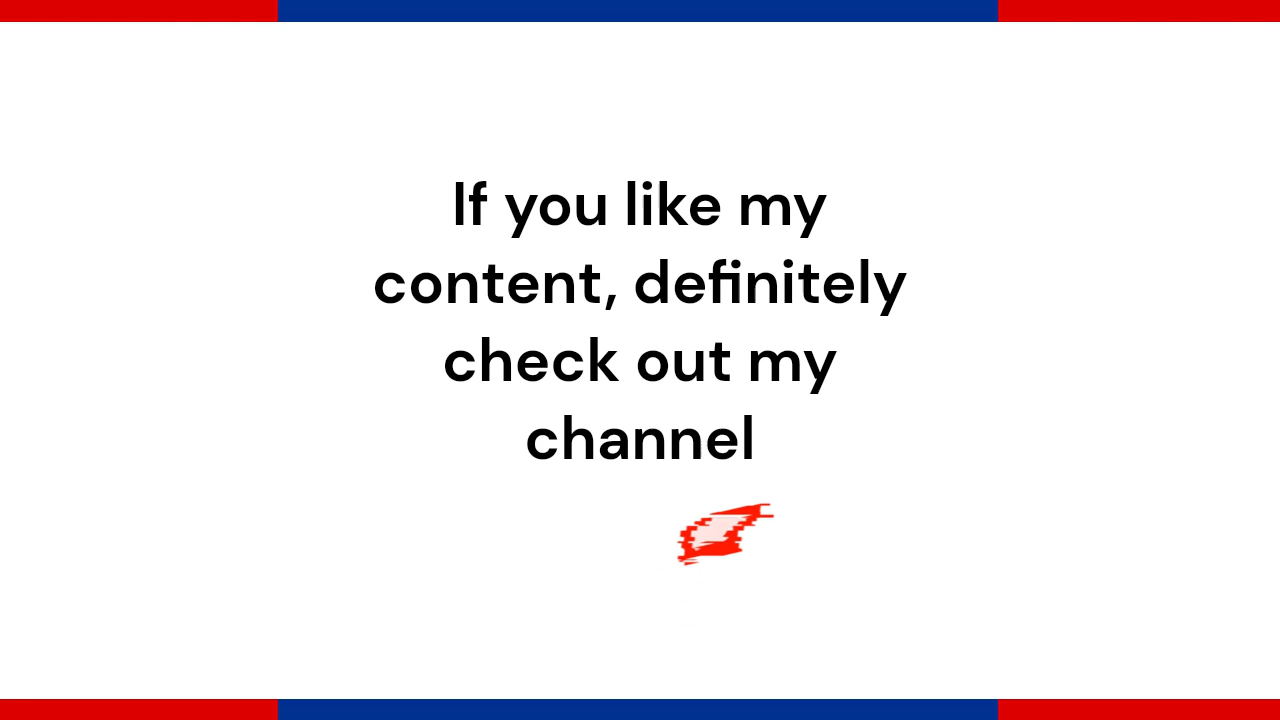 If you like my
content, definitely
check out my
channel